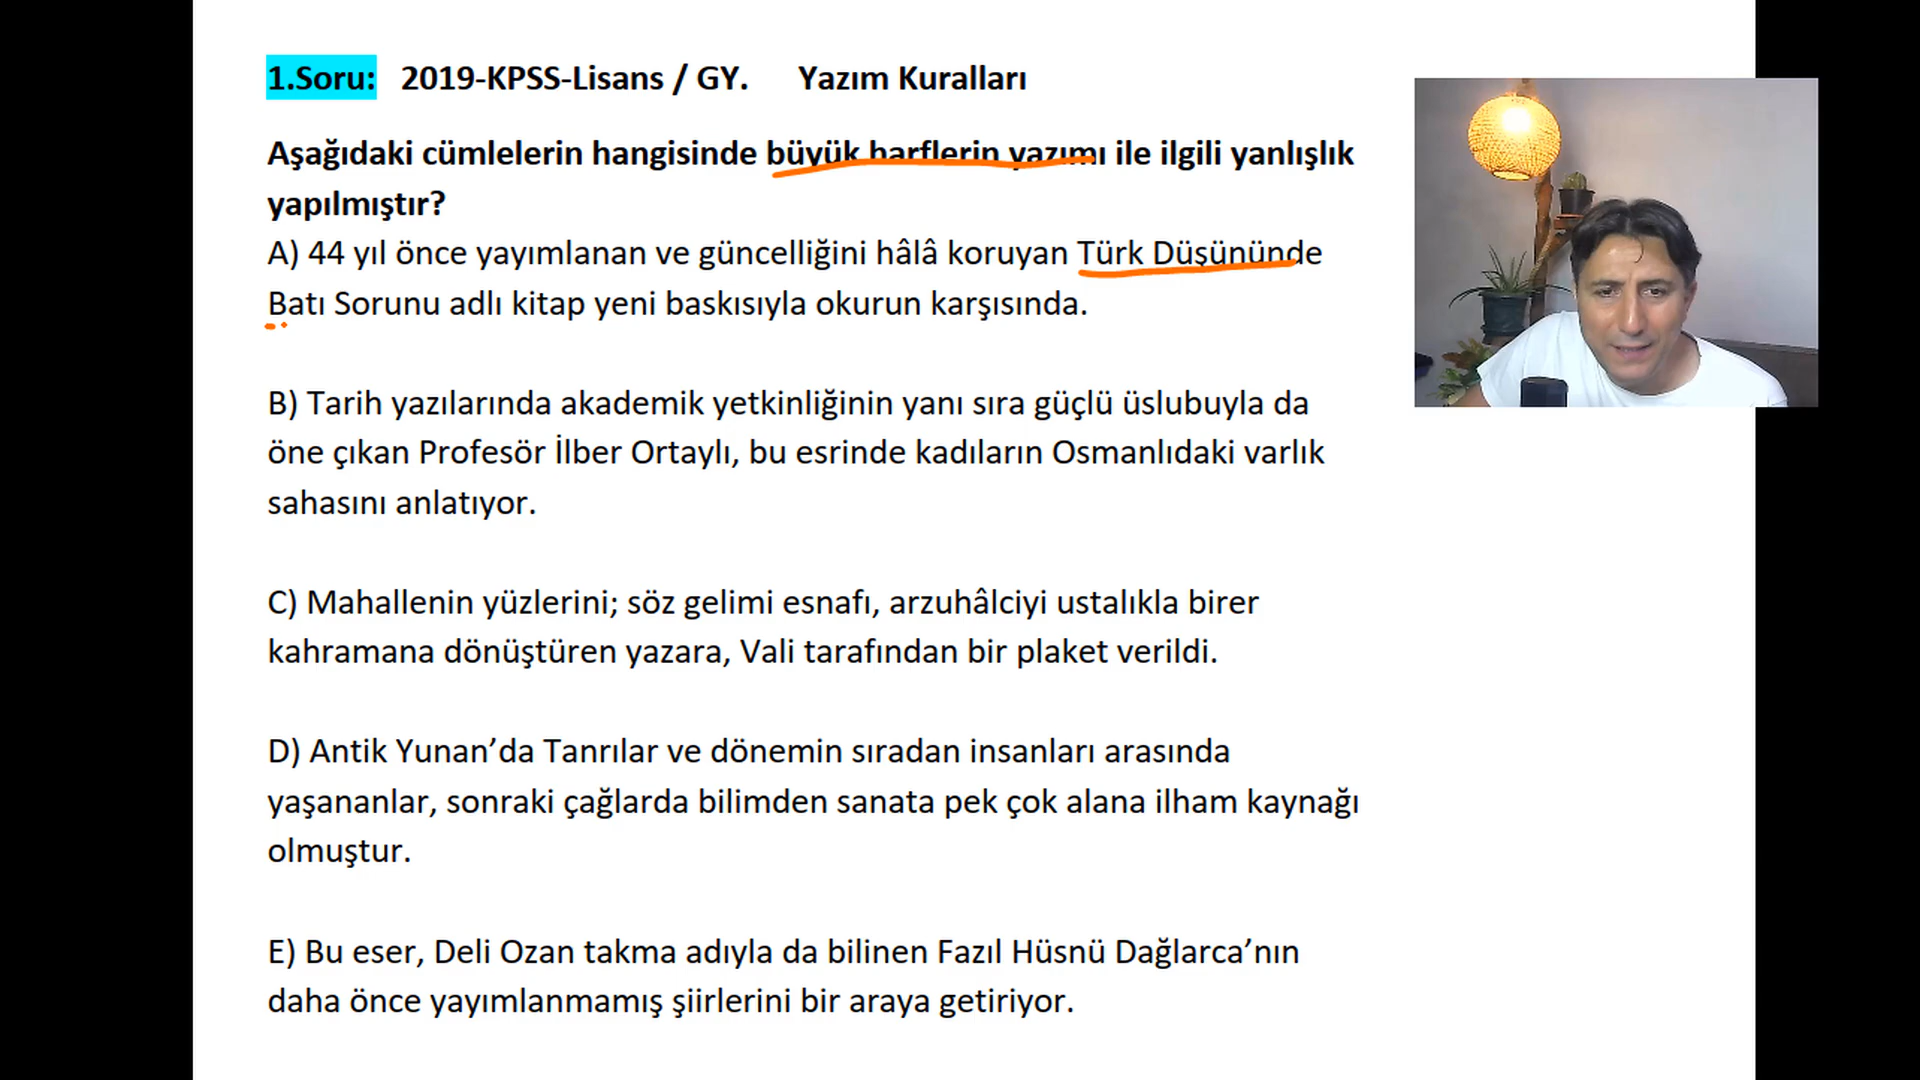 1.Soru: 2019-KPSS-Lisans / GY. Yazım Kuralları
Aşağıdaki cümlelerin hangisinde büyük harflerin yazımı ile ilgili yanlışlık
yapılmıştır?
A) 44 yıl önce yayımlanan ve güncelliğini hâlâ koruyan Türk Düşününde
Batı Sorunu adlı kitap yeni baskısıyla okurun karşısında.
B) Tarih yazılarında akademik yetkinliğinin yanı sıra güçlü üslubuyla da
öne çıkan Profesör İlber Ortaylı, bu esrinde kadıların Osmanlıdaki varlık
sahasını anlatıyor.
C) Mahallenin yüzlerini; söz gelimi esnafı, arzuhâlciyi ustalıkla birer
kahramana dönüştüren yazara, Vali tarafından bir plaket verildi.
D) Antik Yunan’da Tanrılar ve dönemin sıradan insanları arasında
yaşananlar, sonraki çağlarda bilimden sanata pek çok alana ilham kaynağı
olmuştur.
E) Bu eser, Deli Ozan takma adıyla da bilinen Fazıl Hüsnü Dağlarca’nın
daha önce yayımlanmamış şiirlerini bir araya getiriyor.